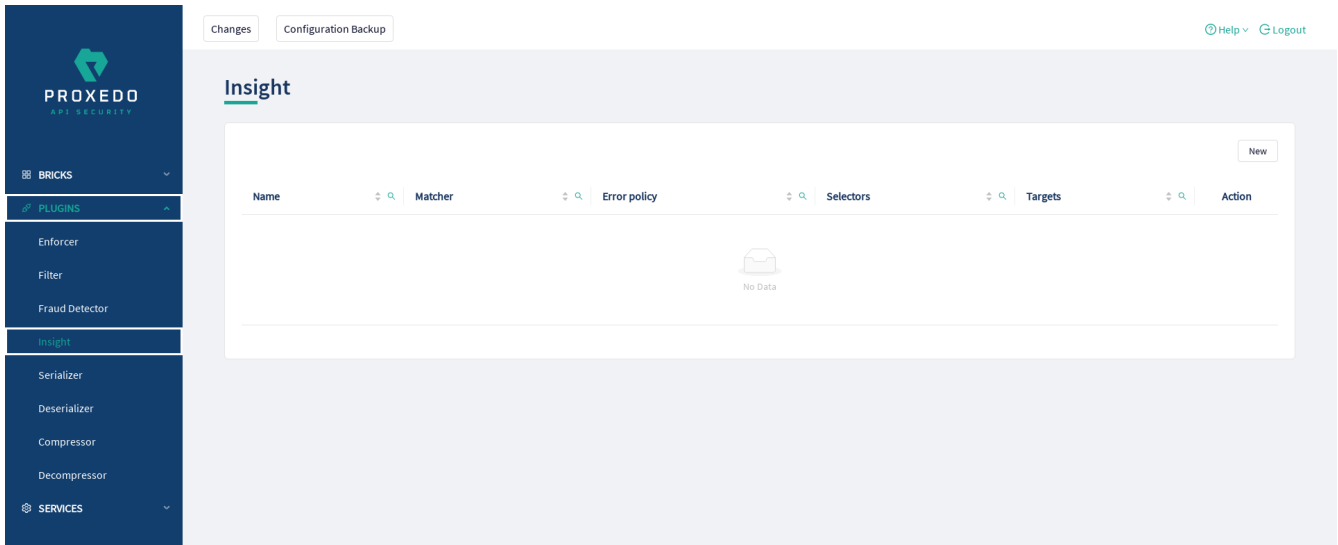 PROXEDO
API SECURITY
BRICKS
PLUGINS
Enforcer
Filter
Fraud Detector
Insight
Serializer
Deserializer
Compressor
Decompressor
SERVICES
Changes Configuration Backup Help Logout
Insight
New
Name Matcher Error policy Selectors Targets Action
No Data